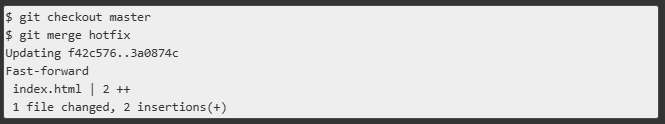 $ git checkout master
$ git merge hotfix
Updating f42c576..3a0874c
Fast-forward
 index.html | 2 ++
 1 file changed, 2 insertions(+)